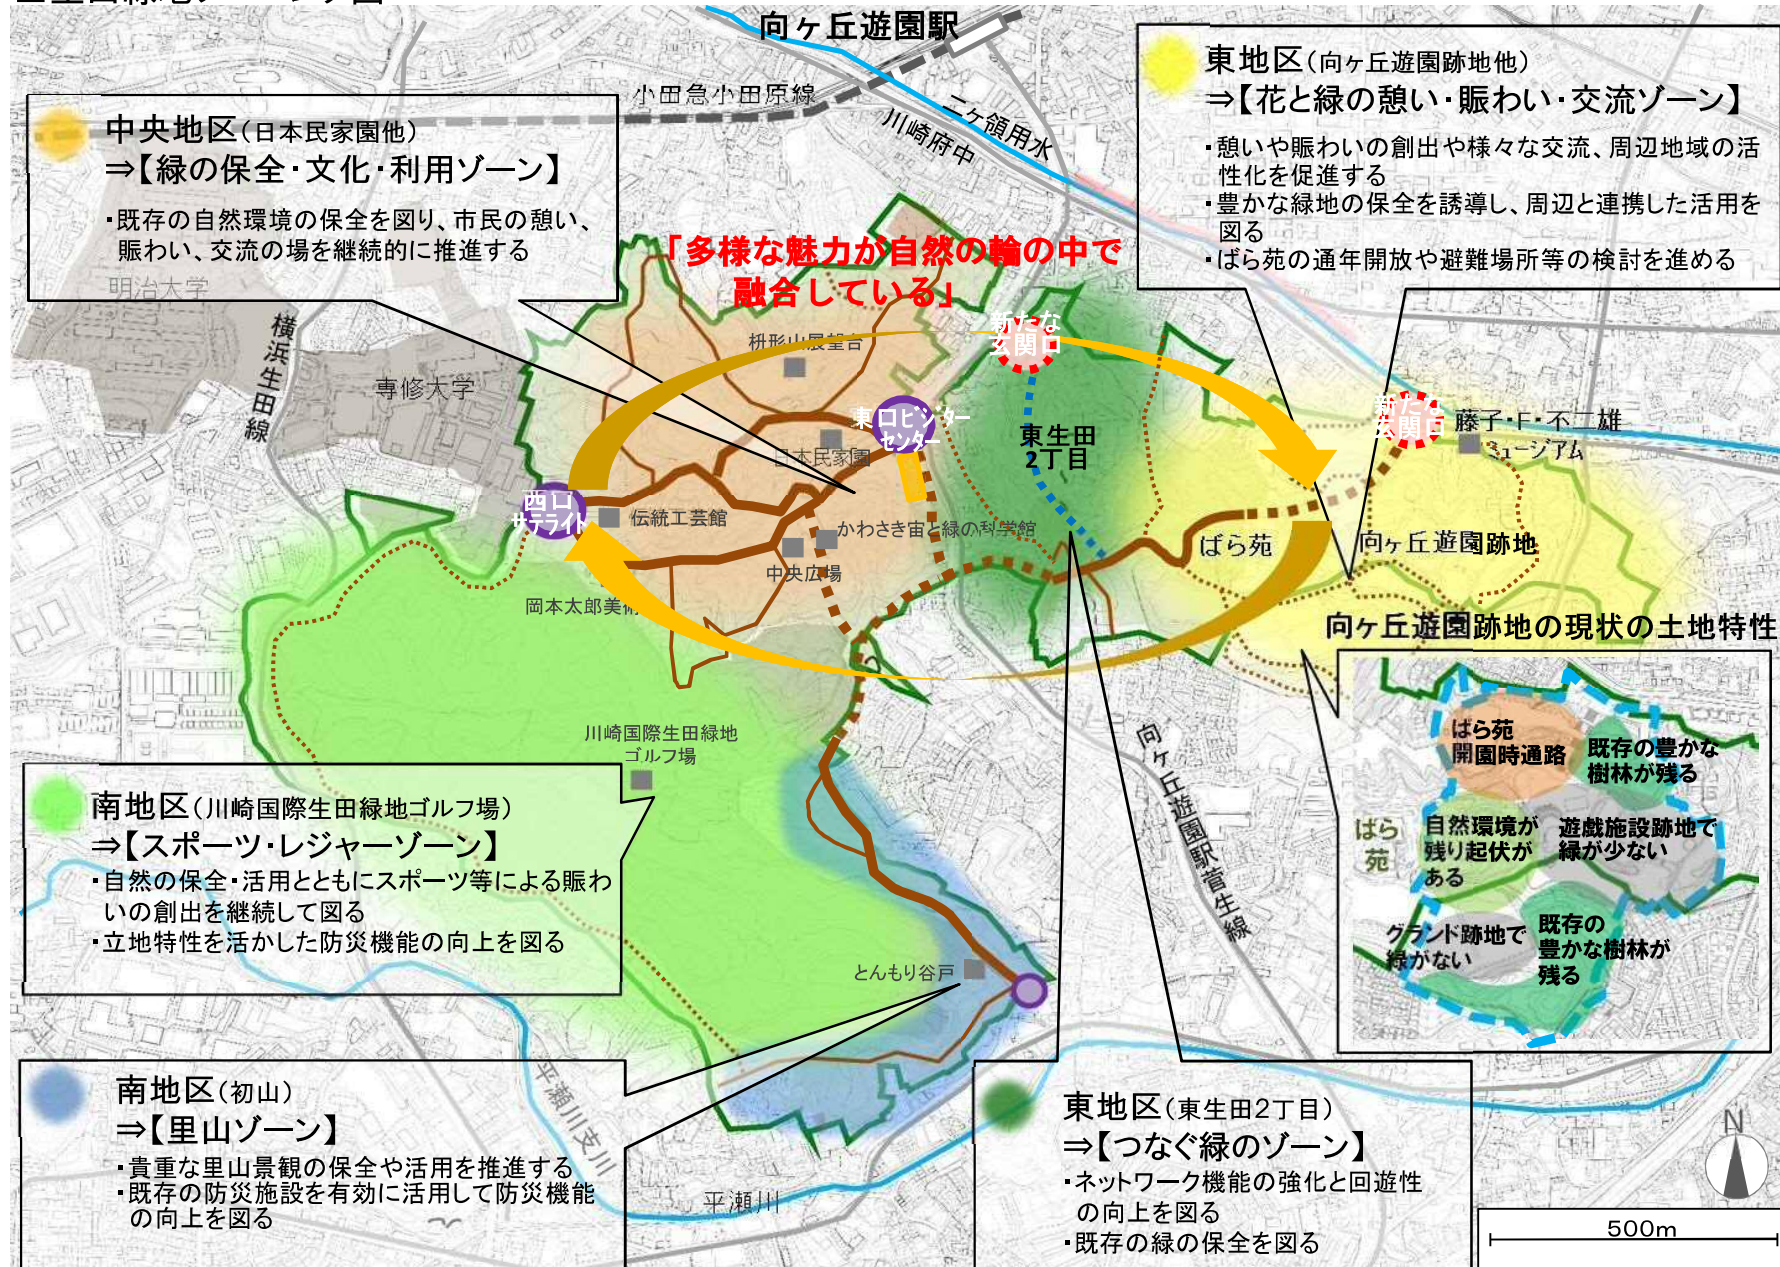 向ヶ丘遊園駅
小田急小田原線
二ヶ領用水
川崎府中
中央地区(日本民家園他)
⇒【緑の保全・文化・利用ゾーン】
・既存の自然環境の保全を図り、市民の憩い、
賑わい、交流の場を継続的に推進する
東地区(向ヶ丘遊園跡地他)
⇒【花と緑の憩い・賑わい・交流ゾーン】
・憩いや賑わいの創出や様々な交流、周辺地域の活
性化を促進する
・豊かな緑地の保全を誘導し、周辺と連携した活用を
図る
・ばら苑の通年開放や避難場所等の検討を進める
「多様な魅力が自然の輪の中で
融合している」
明治大学
横浜生田線
専修大学
枡形山展望台
新たな
玄関口
東口ビジター
センター
日本民家園
東生田
2丁目
新たな
玄関口
藤子・F・不二雄
ミュージアム
西口
サテライト
伝統工芸館
かわさき宙と緑の科学館
中央広場
岡本太郎美術
ばら苑
向ヶ丘遊園跡地
向ヶ丘遊園跡地の現状の土地特性
ばら苑
開園時通路
既存の豊かな
樹林が残る
ばら
苑
自然環境が
残り起伏が
ある
遊戯施設跡地で
緑が少ない
グランド跡地で
緑がない
既存の
豊かな樹林が
残る
川崎国際生田緑地
ゴルフ場
向ヶ丘遊園駅菅生線
南地区(川崎国際生田緑地ゴルフ場)
⇒【スポーツ・レジャーゾーン】
・自然の保全・活用とともにスポーツ等による賑わ
いの創出を継続して図る
・立地特性を活かした防災機能の向上を図る
とんもり谷戸
南地区(初山)
⇒【里山ゾーン】
・貴重な里山景観の保全や活用を推進する
・既存の防災施設を有効に活用して防災機能
の向上を図る
平瀬川支川
平瀬川
東地区(東生田2丁目)
⇒【つなぐ緑のゾーン】
・ネットワーク機能の強化と回遊性
の向上を図る
・既存の緑の保全を図る
N
500m